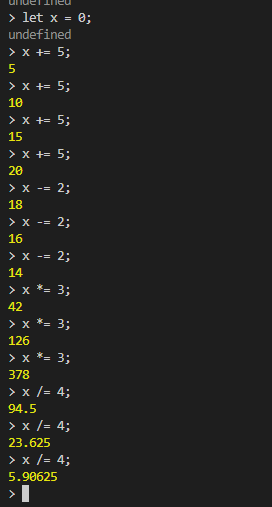 undefined
> let x = 0;
undefined
> x += 5;
5
> x += 5;
10
> x += 5;
15
> x += 5;
20
> x -= 2;
18
> x -= 2;
16
> x -= 2;
14
> x *= 3;
42
> x *= 3;
126
> x *= 3;
378
> x /= 4;
94.5
> x /= 4;
23.625
> x /= 4;
5.90625
>